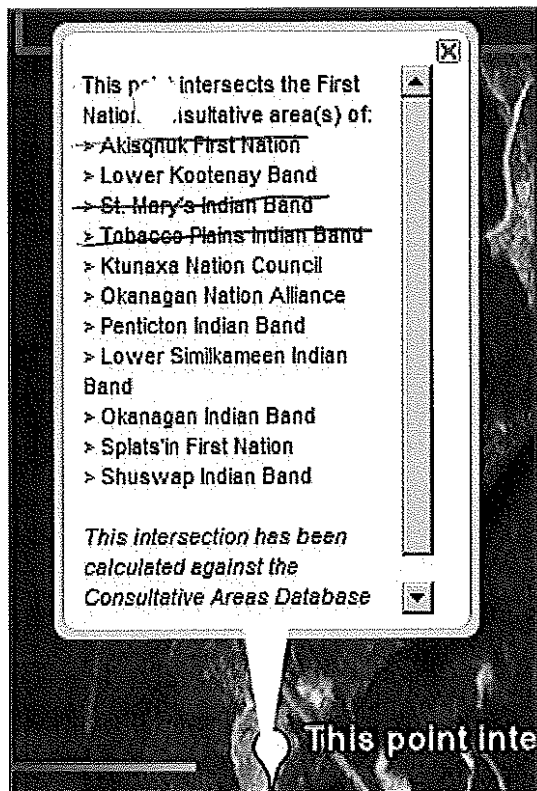 This intersects the First
Nation
area(s) of:
> Akisqnuk First Nation
> Lower Kootenay Band
> St. Mary's Indian Band
> Tobacco Plains Indian Band
> Ktunaxa Nation Council
> Okanagan Nation Alliance
> Penticton Indian Band
> Lower Similkameen Indian
Band
> Okanagan Indian Band
> Splats'in First Nation
> Shuswap Indian Band
This intersection has been
calculated against the
Consultative Areas Database
This point inte